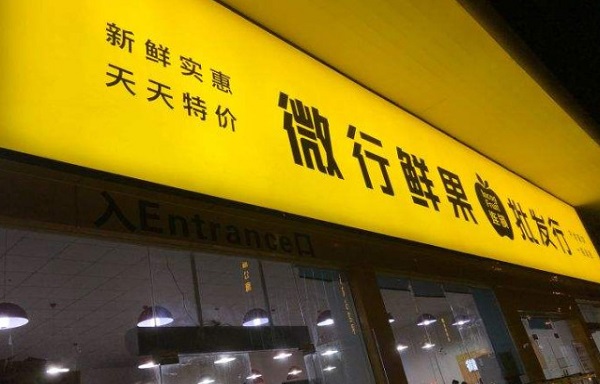 新鲜实惠
天天特价
微行鲜果
批发行
入Entrance口